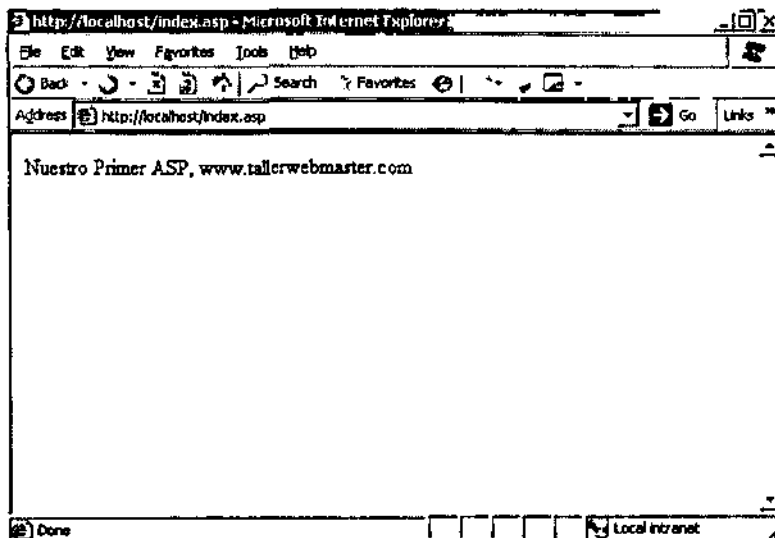 http://localhost/index.asp - Microsoft Internet Explorer
File Edit View Favorites Tools Help
Back Search Favorites
Address http://localhost/index.asp Go Links »
Nuestro Primer ASP, www.tallerwebmaster.com
Done Local intranet